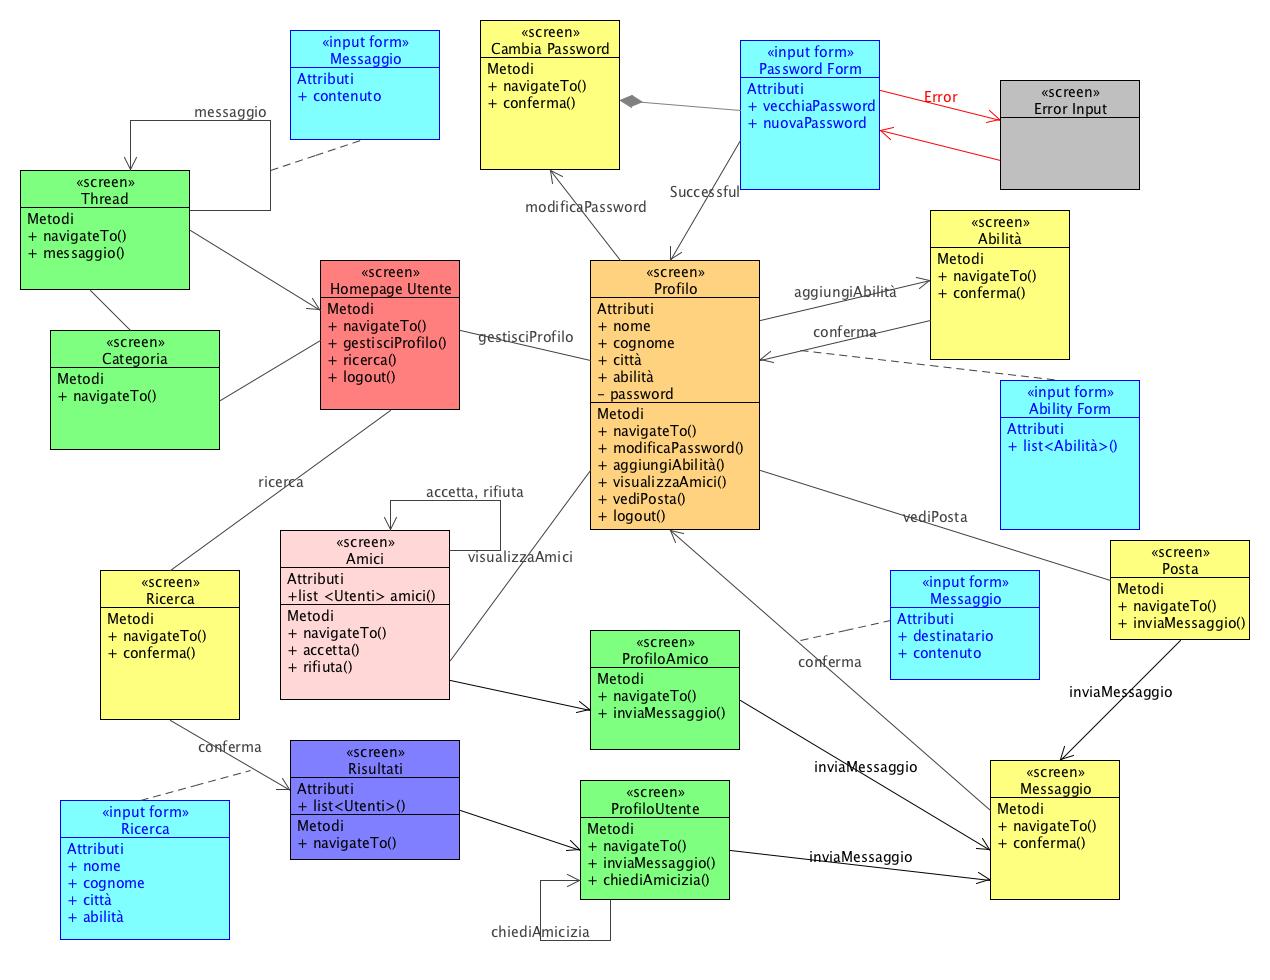 «input form»
Messaggio
Attributi
+ contenuto
«screen»
Cambia Password
Metodi
+ navigateTo()
+ conferma()
«input form»
Password Form
Attributi
+ vecchiaPassword
+ nuovaPassword
Error
«screen»
Error Input
messaggio
«screen»
Thread
Metodi
+ navigateTo()
+ messaggio()
modificaPassword
Successful
«screen»
Abilità
Metodi
+ navigateTo()
+ conferma()
«screen»
Homepage Utente
Metodi
+ navigateTo()
+ gestisciProfilo()
+ ricerca()
+ logout()
gestisciProfilo
«screen»
Profilo
Attributi
+ nome
+ cognome
+ città
+ abilità
– password
Metodi
+ navigateTo()
+ modificaPassword()
+ aggiungiAbilità()
+ visualizzaAmici()
+ vediPosta()
+ logout()
aggiungiAbilità
conferma
«screen»
Categoria
Metodi
+ navigateTo()
«input form»
Ability Form
Attributi
+ list<Abilità>()
ricerca
accetta, rifiuta
visualizzaAmici
vediPosta
«screen»
Amici
Attributi
+list <Utenti> amici()
Metodi
+ navigateTo()
+ accetta()
+ rifiuta()
«screen»
Ricerca
Metodi
+ navigateTo()
+ conferma()
«input form»
Messaggio
Attributi
+ destinatario
+ contenuto
«screen»
Posta
Metodi
+ navigateTo()
+ inviaMessaggio()
«screen»
ProfiloAmico
Metodi
+ navigateTo()
+ inviaMessaggio()
conferma
inviaMessaggio
conferma
«screen»
Risultati
Attributi
+ list<Utenti>()
Metodi
+ navigateTo()
inviaMessaggio
«screen»
ProfiloUtente
Metodi
+ navigateTo()
+ inviaMessaggio()
+ chiediAmicizia()
«screen»
Messaggio
Metodi
+ navigateTo()
+ conferma()
inviaMessaggio
«input form»
Ricerca
Attributi
+ nome
+ cognome
+ città
+ abilità
chiediAmicizia